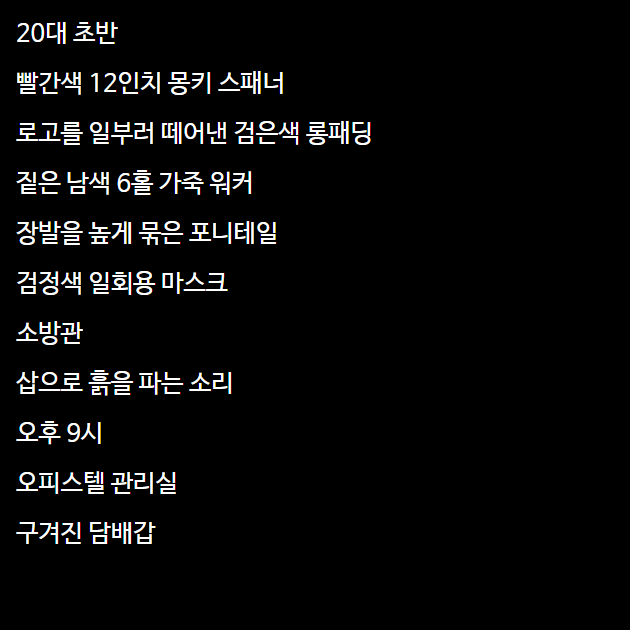 20대 초반
빨간색 12인치 몽키 스패너
로고를 일부러 떼어낸 검은색 롱패딩
짙은 남색 6홀 가죽 워커
장발을 높게 묶은 포니테일
검정색 일회용 마스크
소방관
삽으로 흙을 파는 소리
오후 9시
오피스텔 관리실
구겨진 담배갑